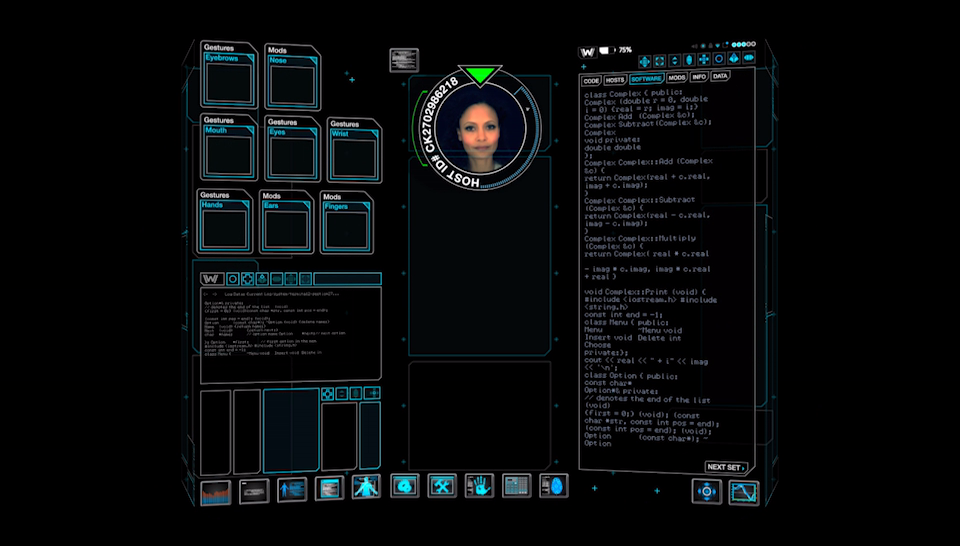 Gestures
Eyebrows
Mods
Nose
Gestures
Mouth
Gestures
Eyes
Gestures
Wrist
Gestures
Hands
Mods
Ears
Mods
Fingers
HOST ID# CK2702986218
W
75%
CODE
HOSTS
SOFTWARE
MODS
INFO
DATA
class Complex { public:
Complex (double r = 0, double
i = 0) {real = r; imag = i;}
Complex Add (Complex &c);
Complex Subtract(Complex &c);
Complex
void private:
double double
};
Complex Complex::Add (Complex
&c) {
return Complex(real + c.real,
imag + c.imag);
}
Complex Complex::Subtract
(Complex &c) {
return Complex(real - c.real,
imag - c.imag);
}
Complex Complex::Multiply
(Complex &c) {
return Complex( real * c.real
- imag * c.imag, imag * c.real
+ real }
void Complex::Print (void) {
#include <iostream.h> #include
<string.h>
const int end = -1;
class Menu { public:
Menu ~Menu void
Insert void Delete int
Choose
private:};
cout << real << " + i" << imag
<< '\n';
class Option { public:
const char*
Option*& private:
// denotes the end of the list
(void)
{first = 0;} (void); (const
char *str, const int pos = end);
(const int pos = end); (void);
Option (const char*); ~
Option
NEXT SET
W